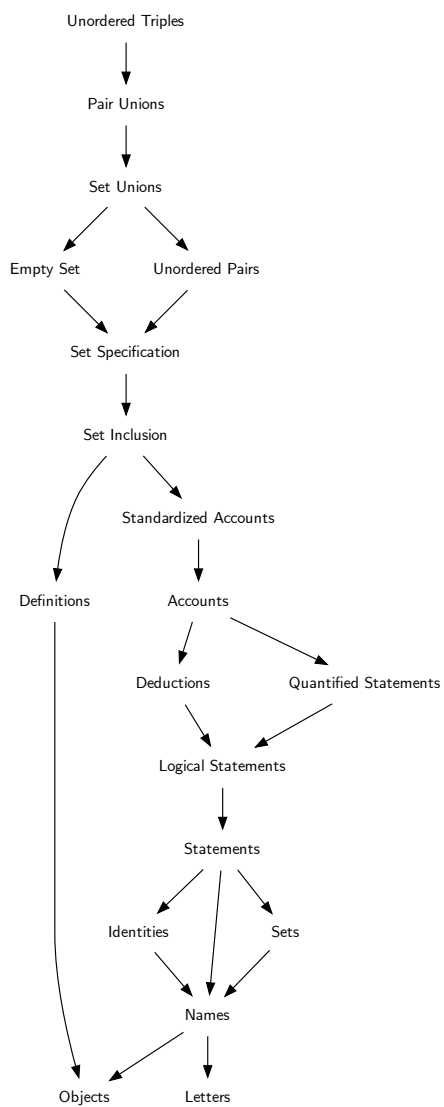 Unordered Triples
Pair Unions
Set Unions
Empty Set
Unordered Pairs
Set Specification
Set Inclusion
Standardized Accounts
Definitions
Accounts
Deductions
Quantified Statements
Logical Statements
Statements
Identities
Sets
Names
Objects
Letters